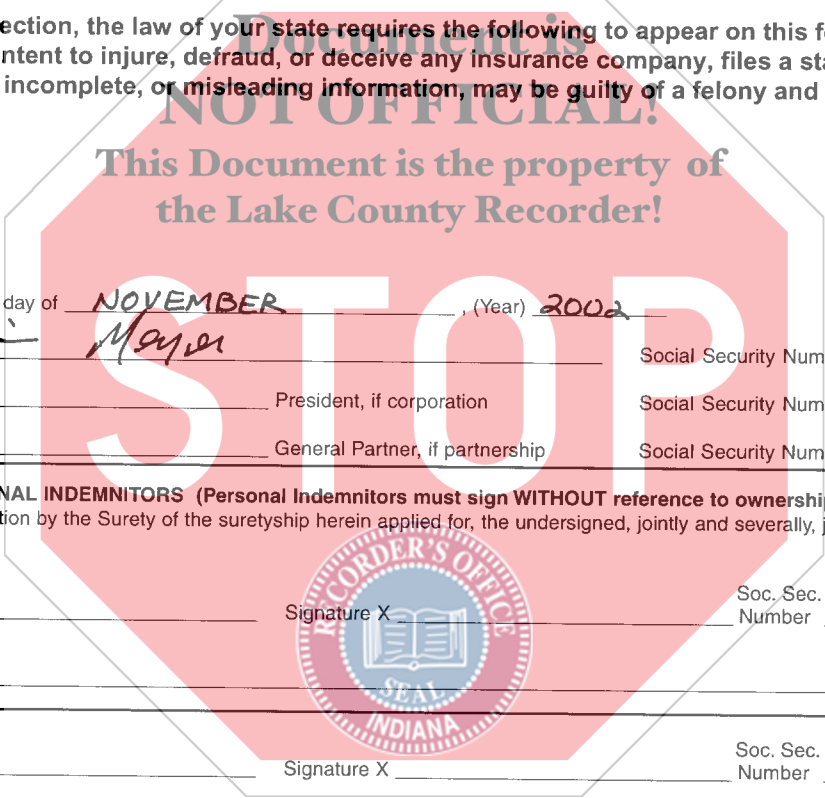 ection, the law of your state requires the following to appear on this f
Document is
ntent to injure, defraud, or deceive any insurance company, files a sta
incomplete, or misleading information, may be guilty of a felony and
NOT OFFICIAL!
This Document is the property of
the Lake County Recorder!
STOP
day of NOVEMBER , (Year) 2002
Meyer
Social Security Num
President, if corporation Social Security Num
General Partner, if partnership Social Security Num
NAL INDEMNITORS (Personal Indemnitors must sign WITHOUT reference to ownershi
tion by the Surety of the suretyship herein applied for, the undersigned, jointly and severally, j
RECORDER'S OFFICE
Soc. Sec.
Signature X Number
SEAL
INDIANA
Soc. Sec.
Signature X Number